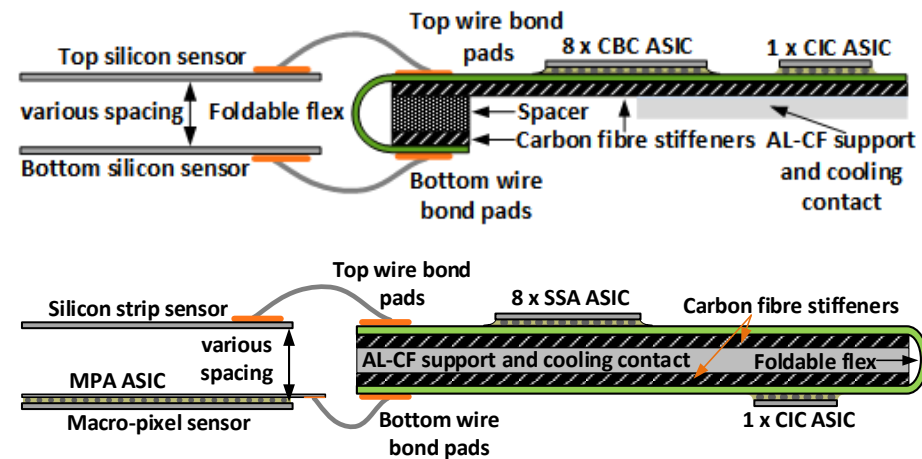 Top wire bond
pads
8 x CBC ASIC
1 x CIC ASIC
Top silicon sensor
various spacing
Foldable flex
Spacer
Carbon fibre stiffeners
AL-CF support
and cooling
contact
Bottom silicon sensor
Bottom wire
bond pads
Top wire bond
pads
8 x SSA ASIC
Carbon fibre stiffeners
Silicon strip sensor
various
spacing
AL-CF support and cooling contact
Foldable flex
MPA ASIC
Macro-pixel sensor
Bottom wire
bond pads
1 x CIC ASIC